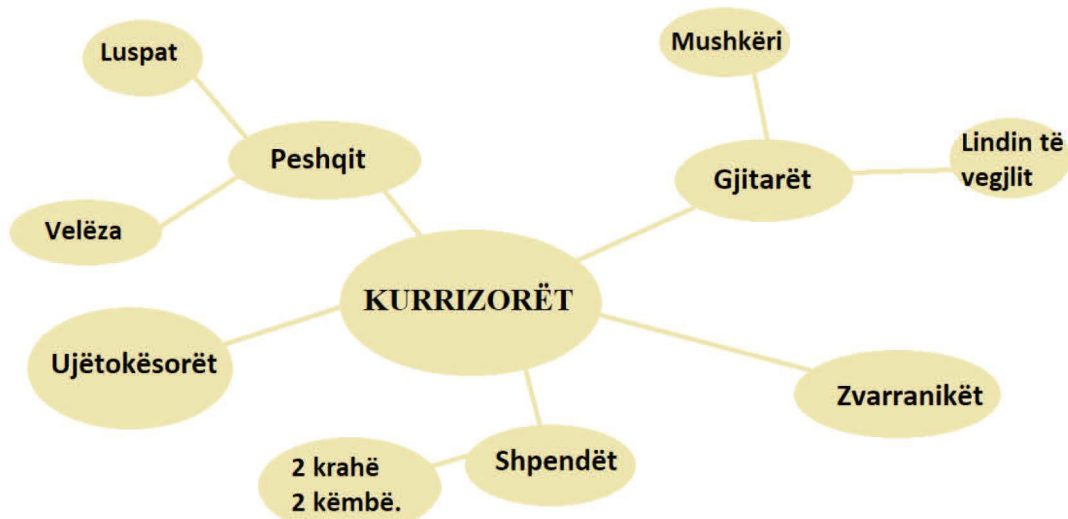 Luspat
Mushkëri
Peshqit
Gjitarët
Lindin të
vegjlit
Velëza
KURRIZORËT
Ujëtokësorët
Zvarranikët
Shpendët
2 krahë
2 këmbë.